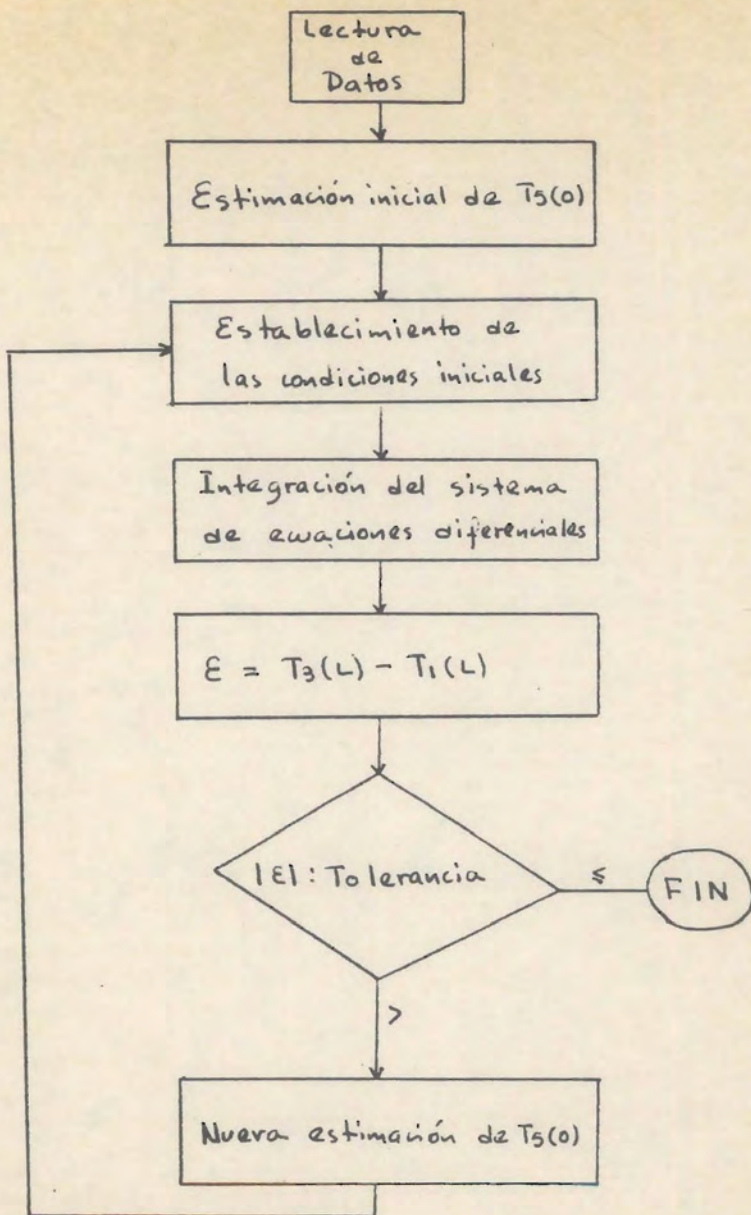 Lectura
de
Datos
Estimación inicial de T5(0)
Establecimiento de
las condiciones iniciales
Integración del sistema
de ecuaciones diferenciales
ε = T3(L) - T1(L)
|ε| : Tolerancia
≤
FIN
>
Nueva estimación de T5(0)